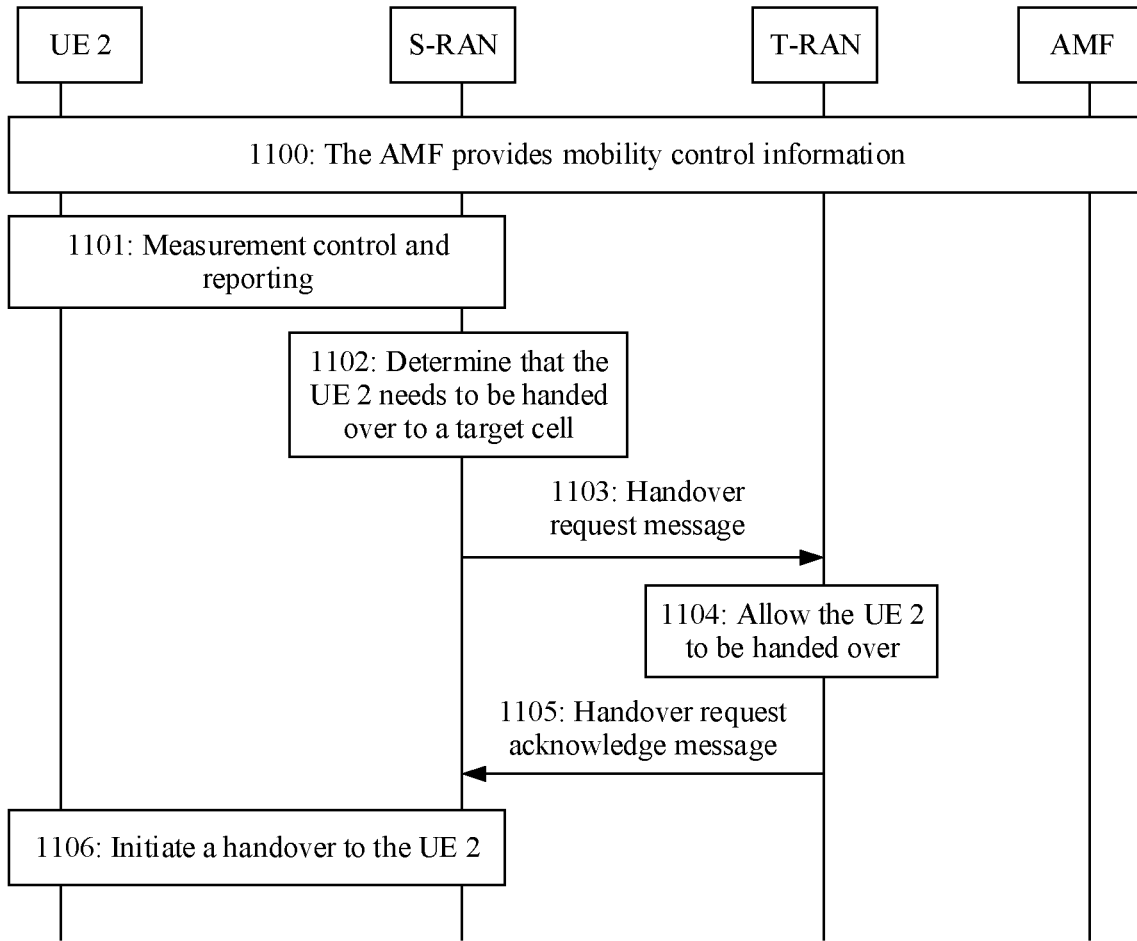 UE 2
S-RAN
T-RAN
AMF
1100: The AMF provides mobility control information
1101: Measurement control and
reporting
1102: Determine that the
UE 2 needs to be handed
over to a target cell
1103: Handover
request message
1104: Allow the UE 2
to be handed over
1105: Handover request
acknowledge message
1106: Initiate a handover to the UE 2